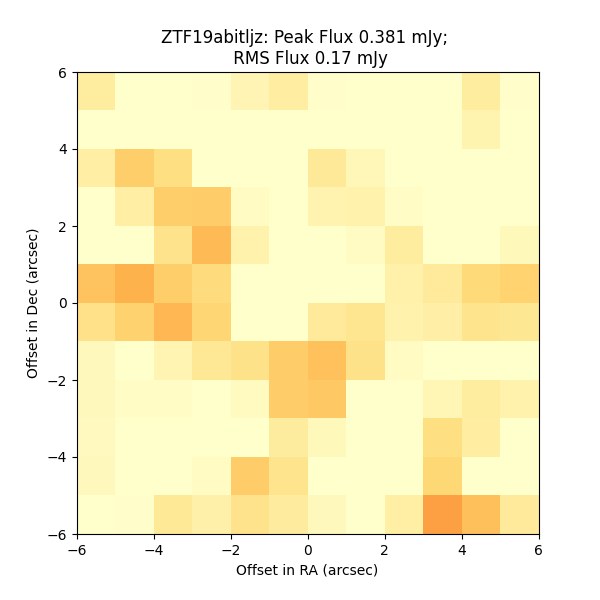 ZTF19abitljz: Peak Flux 0.381 mJy;
RMS Flux 0.17 mJy
6
4
2
0
−2
−4
−6
Offset in Dec (arcsec)
−6 −4 −2 0 2 4 6
Offset in RA (arcsec)